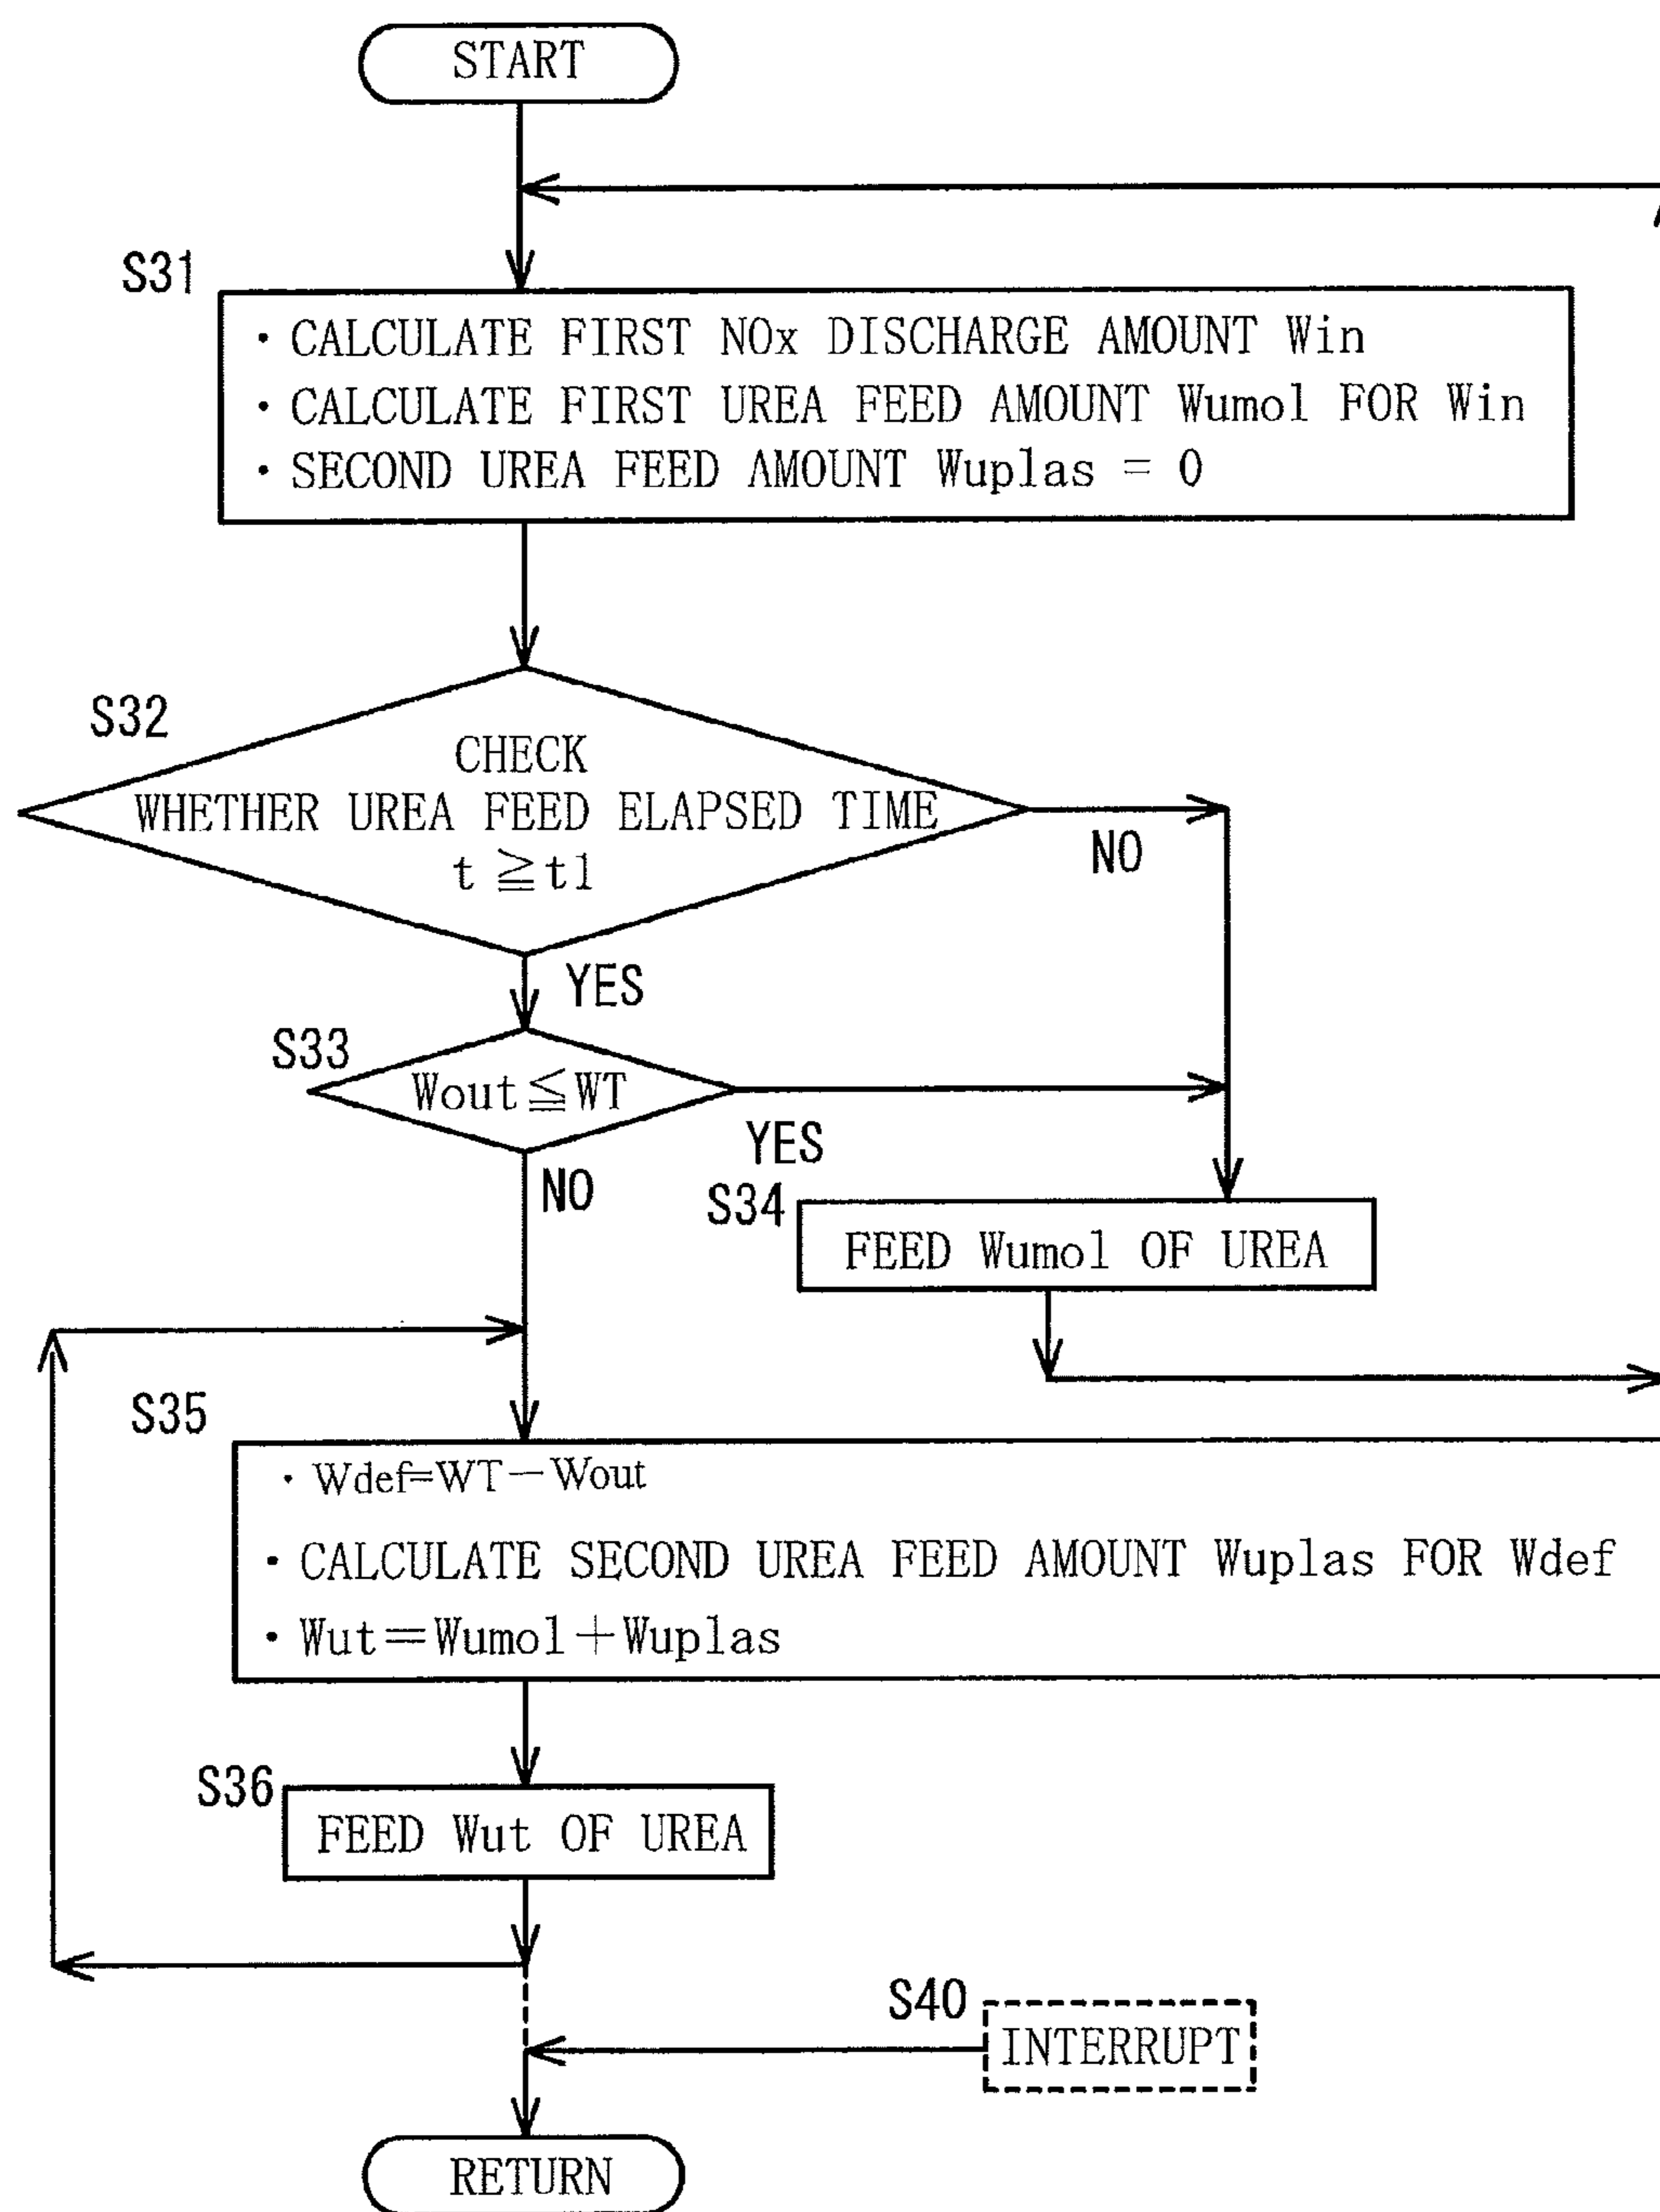 START
S31
・CALCULATE FIRST NOx DISCHARGE AMOUNT Win
・CALCULATE FIRST UREA FEED AMOUNT Wumol FOR Win
・SECOND UREA FEED AMOUNT Wuplas = 0
S32
CHECK
WHETHER UREA FEED ELAPSED TIME
t ≧ t1
NO
YES
S33
Wout≦WT
YES
NO
S34
FEED Wumol OF UREA
S35
・Wdef=WT−Wout
・CALCULATE SECOND UREA FEED AMOUNT Wuplas FOR Wdef
・Wut=Wumol+Wuplas
S36
FEED Wut OF UREA
S40
INTERRUPT
RETURN